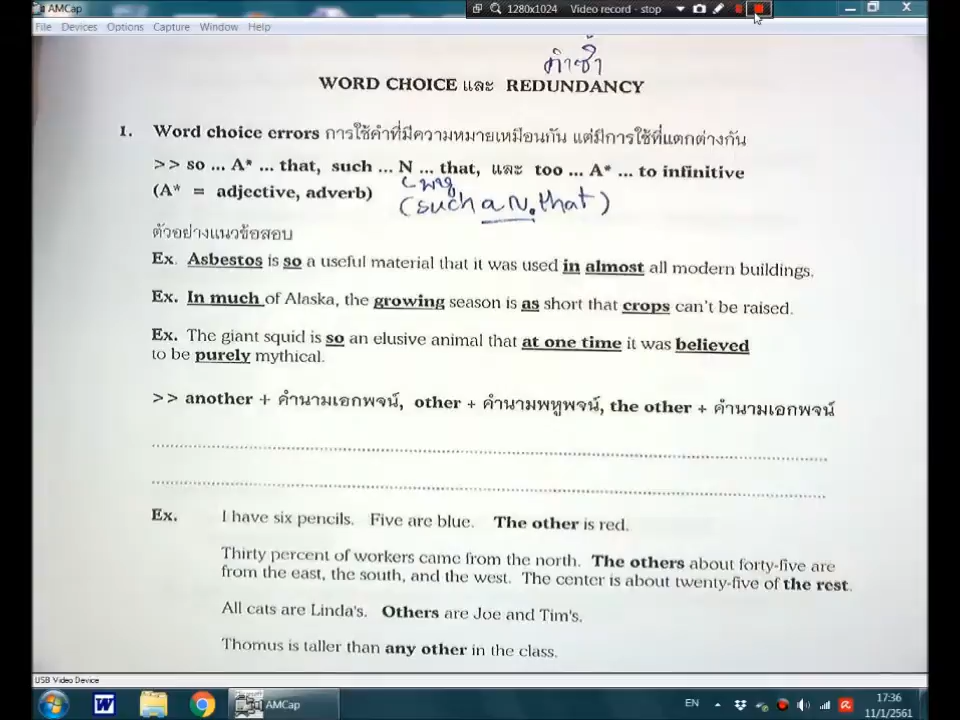 AMCap
1280x1024 Video record - stop
File Devices Options Capture Window Help
คำซ้ำ
WORD CHOICE และ REDUNDANCY
1. Word choice errors การใช้คำที่มีความหมายเหมือนกัน แต่มีการใช้ที่แตกต่างกัน
>> so ... A* ... that, such ... N ... that, และ too ... A* ... to infinitive
พหู
(A* = adjective, adverb) (such a N. that)
ตัวอย่างแนวข้อสอบ
Ex. Asbestos is so a useful material that it was used in almost all modern buildings.
Ex. In much of Alaska, the growing season is as short that crops can't be raised.
Ex. The giant squid is so an elusive animal that at one time it was believed
to be purely mythical.
>> another + คำนามเอกพจน์, other + คำนามพหูพจน์, the other + คำนามเอกพจน์
Ex. I have six pencils. Five are blue. The other is red.
Thirty percent of workers came from the north. The others about forty-five are
from the east, the south, and the west. The center is about twenty-five of the rest.
All cats are Linda's. Others are Joe and Tim's.
Thomus is taller than any other in the class.
USB Video Device
AMCap
EN
17:36
11/1/2561